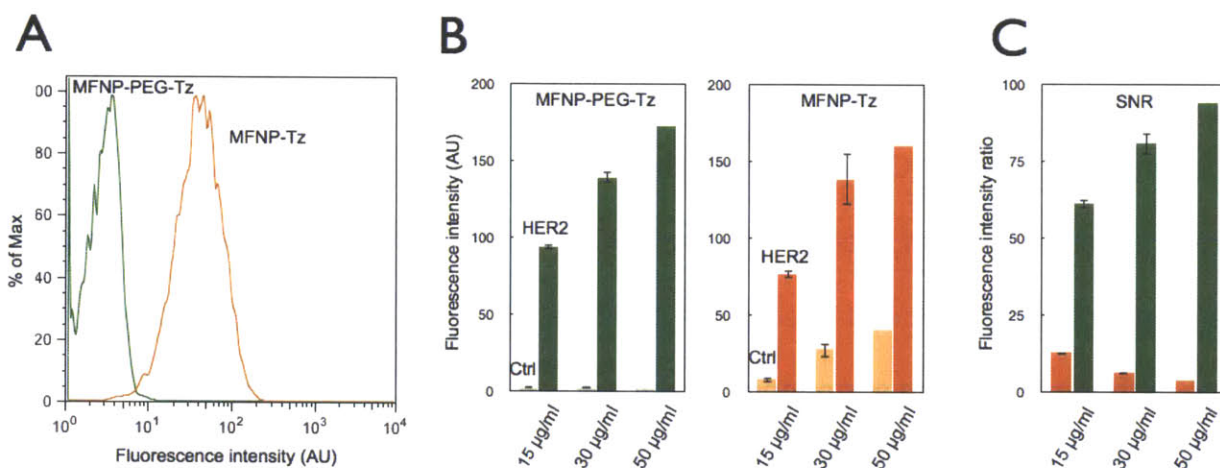 A
B
C
MFNP-PEG-Tz
MFNP-Tz
% of Max
00
80
60
40
20
0
10^0
10^1
10^2
10^3
10^4
Fluorescence intensity (AU)
Fluorescence intensity (AU)
200
150
100
50
0
MFNP-PEG-Tz
HER2
Ctrl
15 µg/ml
30 µg/ml
50 µg/ml
200
150
100
50
0
MFNP-Tz
HER2
Ctrl
15 µg/ml
30 µg/ml
50 µg/ml
Fluorescence intensity ratio
100
75
50
25
0
SNR
15 µg/ml
30 µg/ml
50 µg/ml